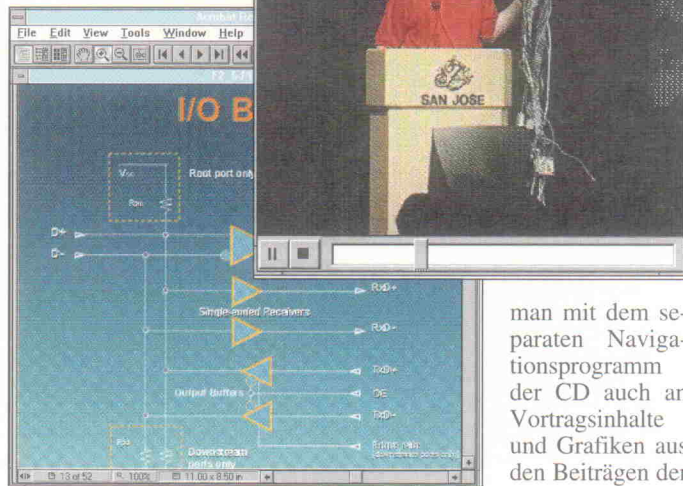 Acrobat
File Edit View Tools Window Help
I/O B
Root port only
D+
D-
RxD+
Single-ended Receivers
RxD-
TxD+
Output Buffers
OE
Downstream
ports only
13 of 52 100% 11.00 x 8.50 in
SAN JOSE
man mit dem se-
paraten Naviga-
tionsprogramm
der CD auch an
Vortragsinhalte
und Grafiken aus
den Beiträgen der